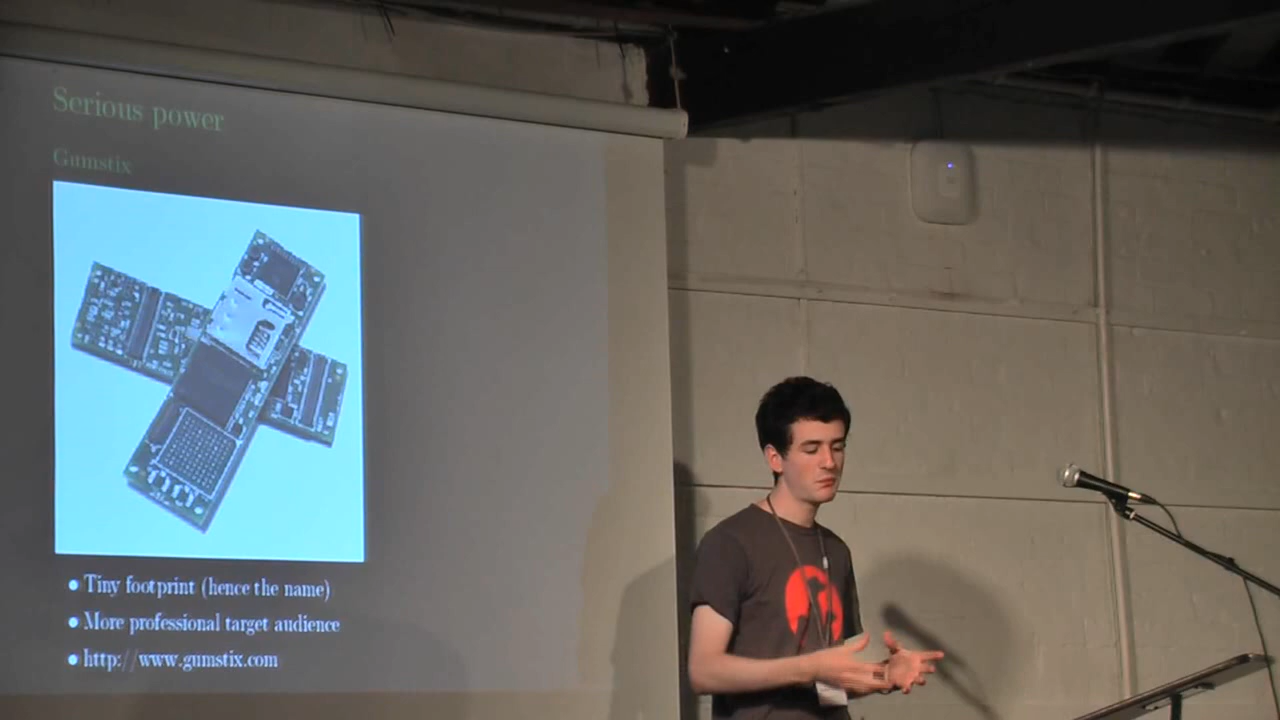 Serious power
Gumstix
● Tiny footprint (hence the name)
● More professional target audience
● http://www.gumstix.com